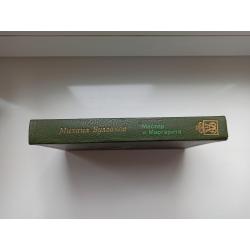 Михаил Булгаков
Мастер
и Маргарита